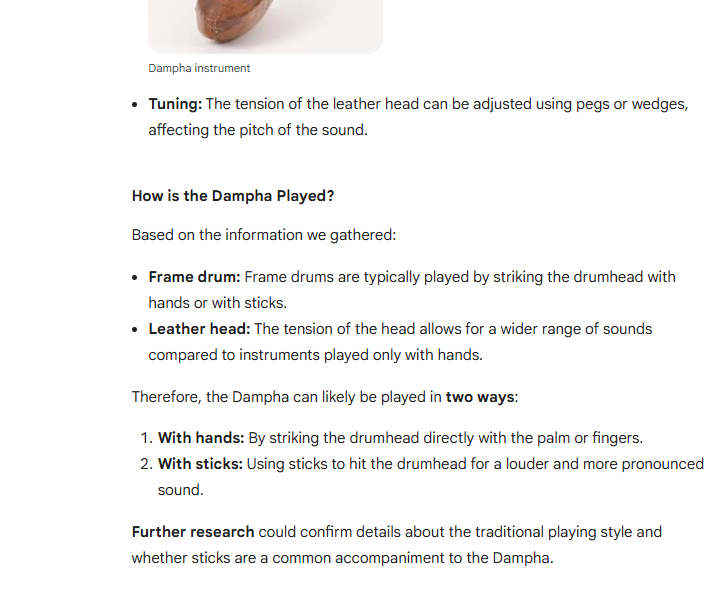 Dampha instrument
• Tuning: The tension of the leather head can be adjusted using pegs or wedges,
affecting the pitch of the sound.
How is the Dampha Played?
Based on the information we gathered:
• Frame drum: Frame drums are typically played by striking the drumhead with
hands or with sticks.
• Leather head: The tension of the head allows for a wider range of sounds
compared to instruments played only with hands.
Therefore, the Dampha can likely be played in two ways:
1. With hands: By striking the drumhead directly with the palm or fingers.
2. With sticks: Using sticks to hit the drumhead for a louder and more pronounced
sound.
Further research could confirm details about the traditional playing style and
whether sticks are a common accompaniment to the Dampha.